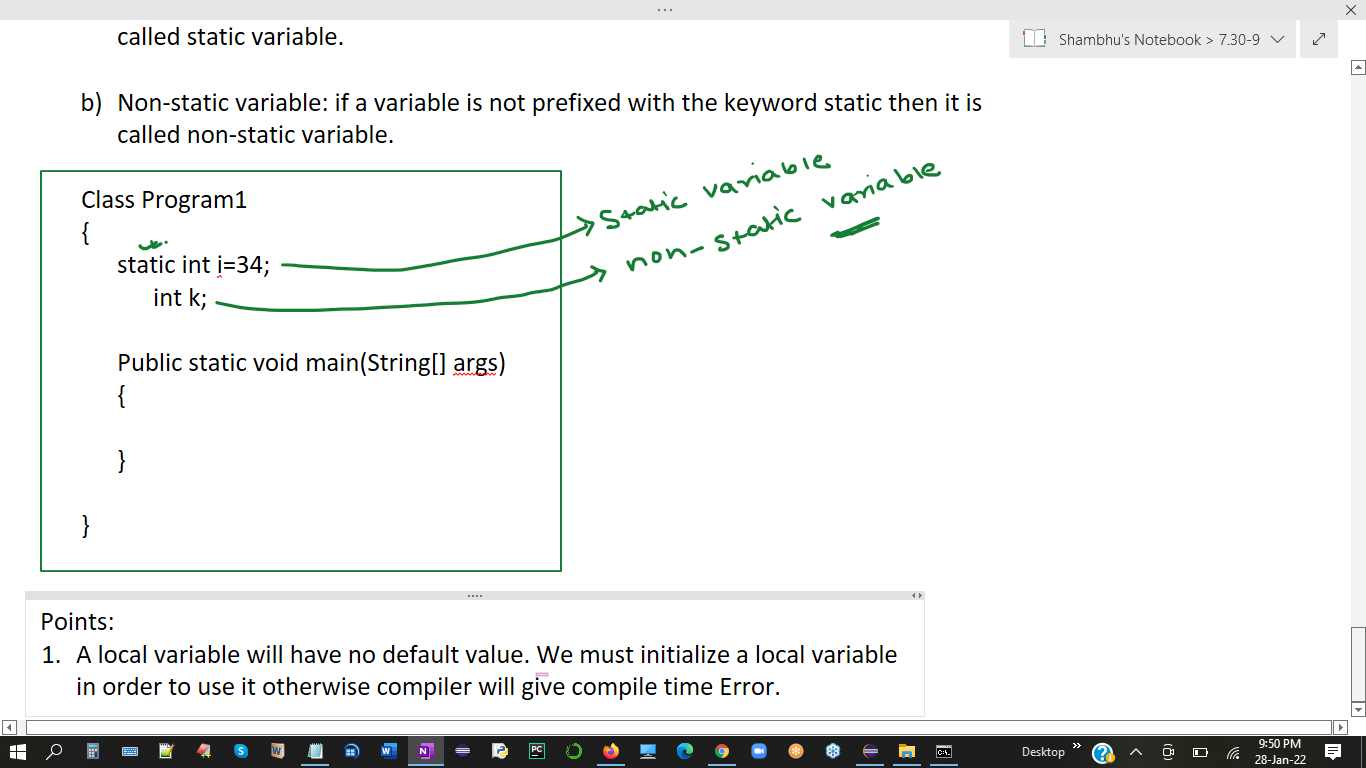 called static variable.
Shambhu's Notebook > 7.30-9
b) Non-static variable: if a variable is not prefixed with the keyword static then it is
called non-static variable.
Class Program1
{
static int i=34;
int k;
Static variable
non-static variable
Public static void main(String[] args)
{
}
}
Points:
1. A local variable will have no default value. We must initialize a local variable
in order to use it otherwise compiler will give compile time Error.
Desktop
9:50 PM
28-Jan-22